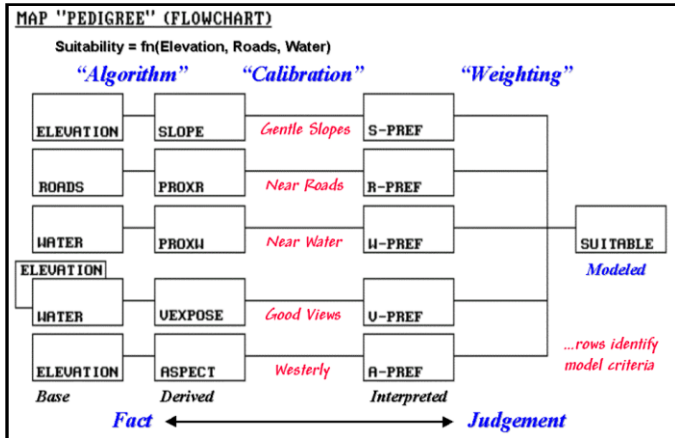 MAP "PEDIGREE" (FLOWCHART)
Suitability = fn(Elevation, Roads, Water)
"Algorithm" "Calibration" "Weighting"
ELEVATION SLOPE Gentle Slopes S-PREF
ROADS PROXR Near Roads R-PREF
WATER PROXW Near Water W-PREF
SUITABLE
Modeled
ELEVATION
WATER VEXPOSE Good Views V-PREF
ELEVATION ASPECT Westerly A-PREF
...rows identify
model criteria
Base Derived Interpreted
Fact Judgement